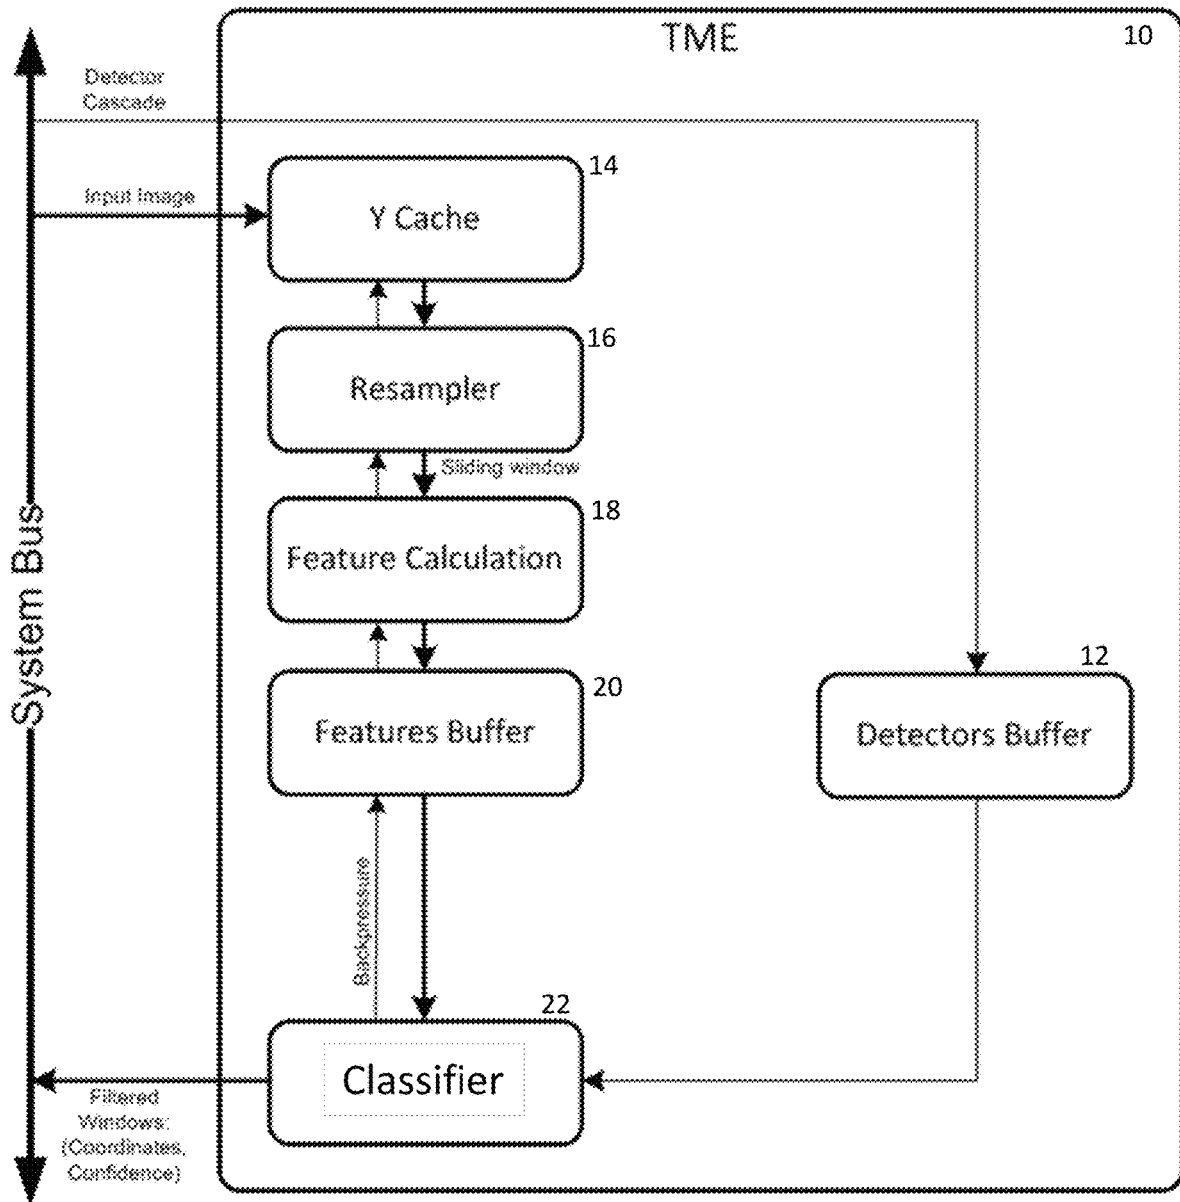 TME
10
Detector
Cascade
Input Image
14
Y Cache
16
Resampler
Sliding window
18
Feature Calculation
20
Features Buffer
12
Detectors Buffer
System Bus
Backpressure
22
Classifier
Filtered
Windows:
(Coordinates,
Confidence)